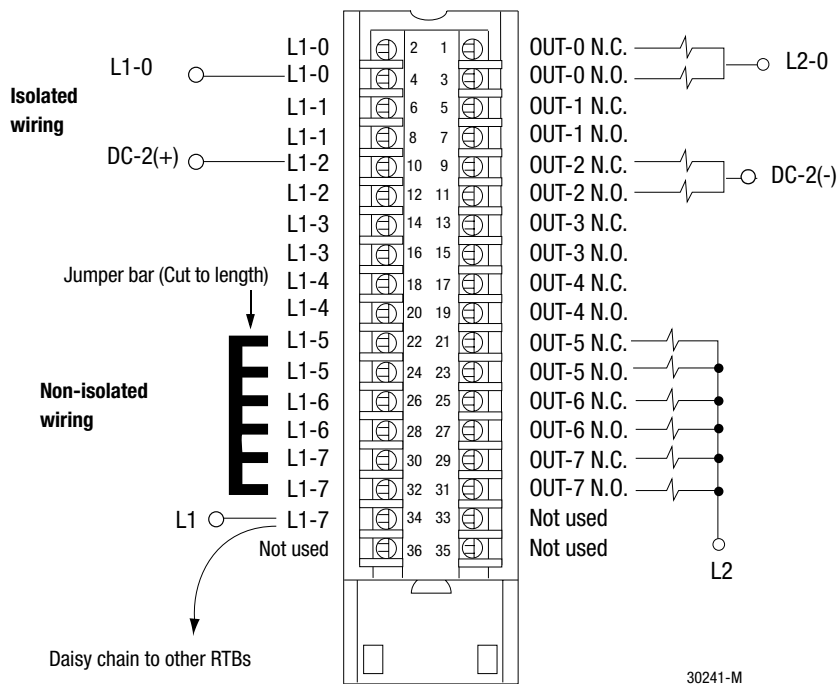 L1-0 2 1 OUT-0 N.C.
L1-0 L1-0 4 3 OUT-0 N.O. L2-0
Isolated
wiring
L1-1 6 5 OUT-1 N.C.
L1-1 8 7 OUT-1 N.O.
DC-2(+) L1-2 10 9 OUT-2 N.C.
DC-2(-)
L1-2 12 11 OUT-2 N.O.
L1-3 14 13 OUT-3 N.C.
L1-3 16 15 OUT-3 N.O.
Jumper bar (Cut to length)
L1-4 18 17 OUT-4 N.C.
L1-4 20 19 OUT-4 N.O.
L1-5 22 21 OUT-5 N.C.
L1-5 24 23 OUT-5 N.O.
Non-isolated
wiring
L1-6 26 25 OUT-6 N.C.
L1-6 28 27 OUT-6 N.O.
L1-7 30 29 OUT-7 N.C.
L1-7 32 31 OUT-7 N.O.
L1 L1-7 34 33 Not used
Not used 36 35 Not used
L2
Daisy chain to other RTBs
30241-M